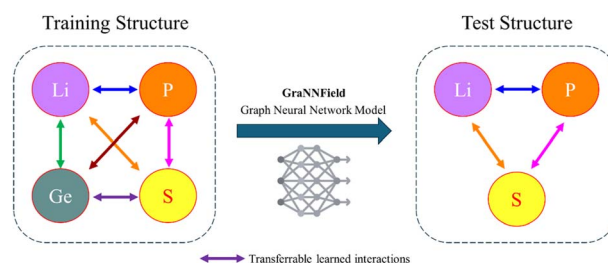 Training Structure
Test Structure
Li
P
Ge
S
GraNNField
Graph Neural Network Model
Li
P
S
Transferrable learned interactions